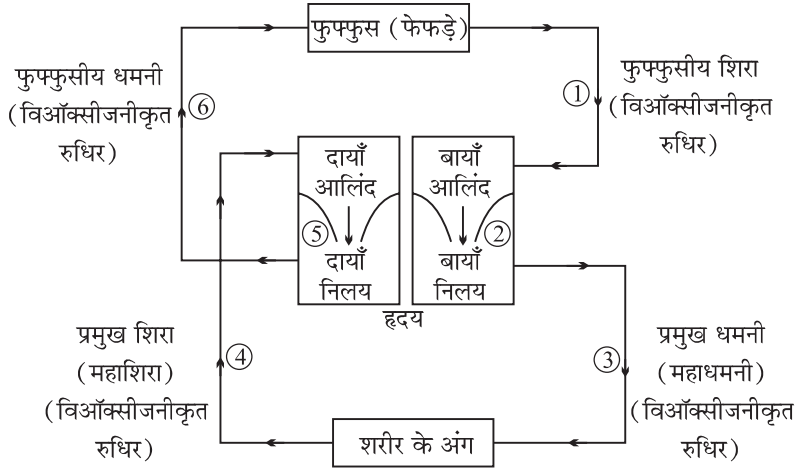 फुफ्फुस (फेफड़े)
फुफ्फुसीय धमनी
(विऑक्सीजनीकृत
रुधिर)
⑥
①
फुफ्फुसीय शिरा
(विऑक्सीजनीकृत
रुधिर)
दायाँ
आलिंद
⑤
दायाँ
निलय
बायाँ
आलिंद
②
बायाँ
निलय
हृदय
प्रमुख शिरा
(महाशिरा)
(विऑक्सीजनीकृत
रुधिर)
④
③
प्रमुख धमनी
(महाधमनी)
(विऑक्सीजनीकृत
रुधिर)
शरीर के अंग